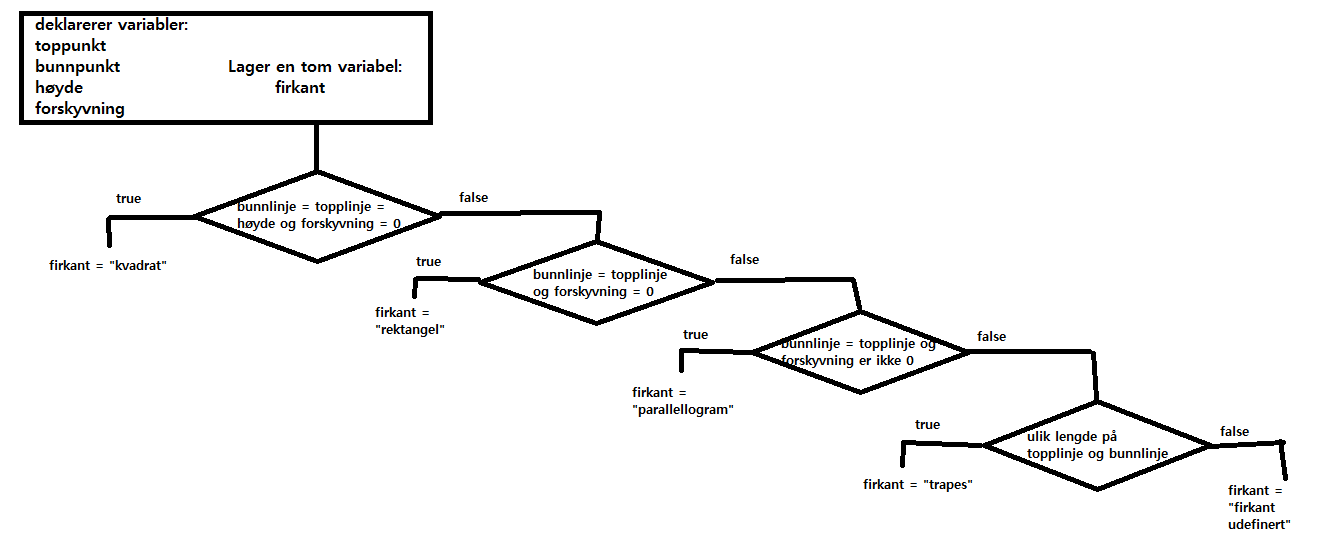 deklarerer variabler:
toppunkt
bunnpunkt
høyde
forskyvning
Lager en tom variabel:
firkant
true
bunnlinje = topplinje =
høyde og forskyvning = 0
false
firkant = "kvadrat"
true
bunnlinje = topplinje
og forskyvning = 0
false
firkant =
"rektangel"
true
bunnlinje = topplinje og
forskyvning er ikke 0
false
firkant =
"parallellogram"
true
ulik lengde på
topplinje og bunnlinje
false
firkant = "trapes"
firkant =
"firkant
udefinert"